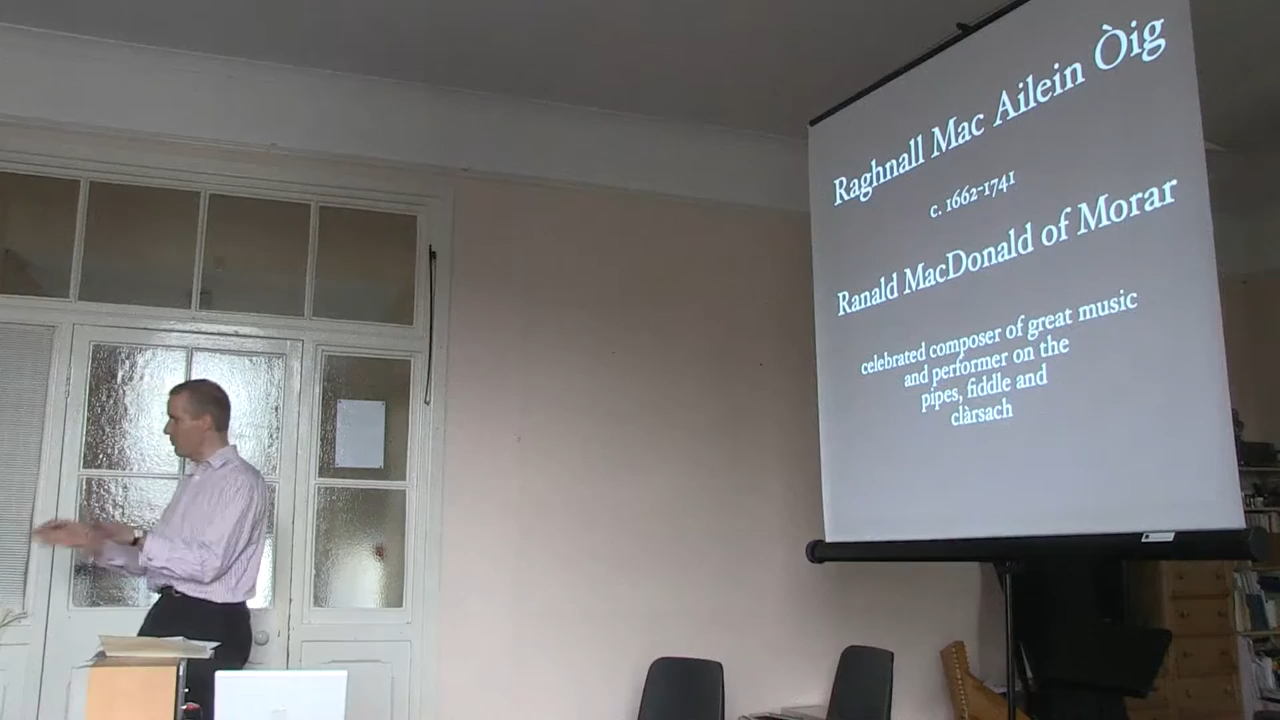 Raghnall Mac Ailein Òig
c. 1662-1741
Ranald MacDonald of Morar
celebrated composer of great music
and performer on the
pipes, fiddle and
clàrsach